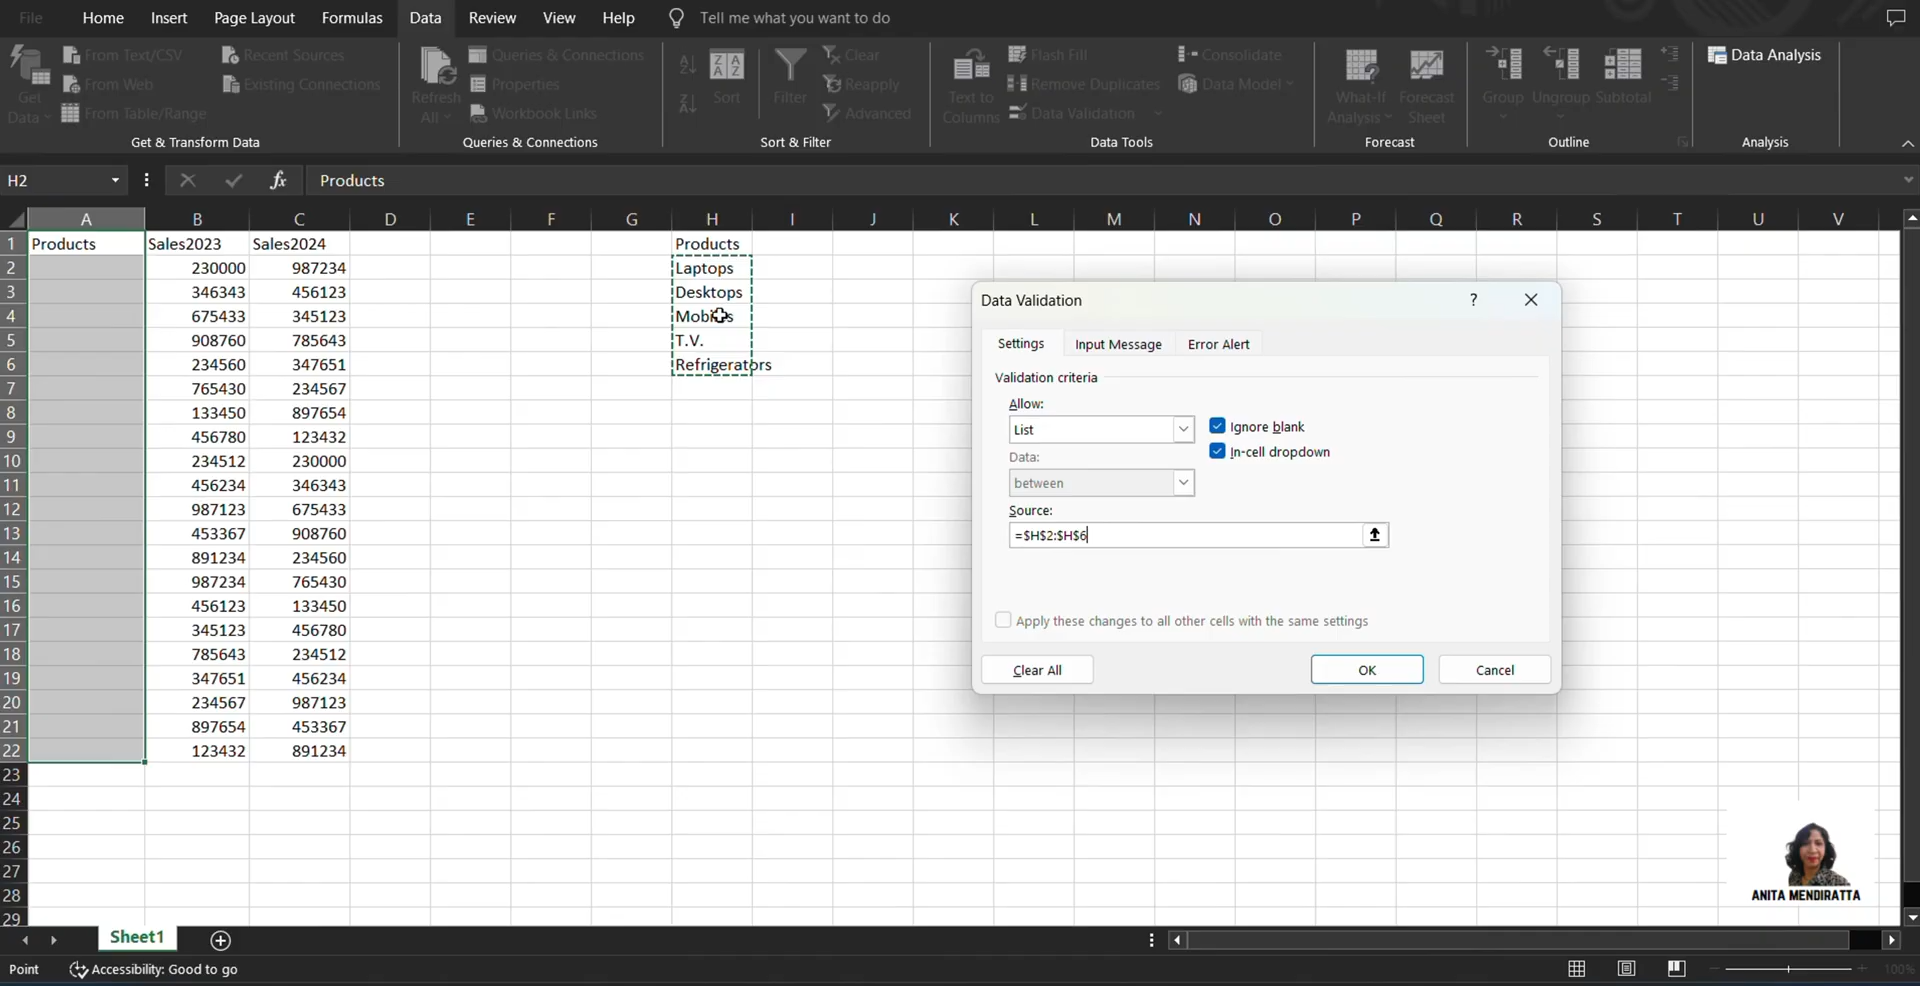 File Home Insert Page Layout Formulas Data Review View Help Tell me what you want to do
From Text/CSV Recent Sources Queries & Connections Clear Flash Fill Consolidate Data Analysis
From Web Existing Connections Properties Reapply Remove Duplicates Data Model
Get Data From Table/Range Refresh All Workbook Links Sort Filter Advanced Text to Columns Data Validation What-If Analysis Forecast Sheet Group Ungroup Subtotal
Get & Transform Data Queries & Connections Sort & Filter Data Tools Forecast Outline Analysis
H2 fx Products
A B C D E F G H I J K L M N O P Q R S T U V
1 Products Sales2023 Sales2024 Products
2 230000 987234 Laptops
3 346343 456123 Desktops
4 675433 345123
5 908760 785643 T.V.
6 234560 347651 Refrigerators
7 765430 234567
8 133450 897654
9 456780 123432
10 234512 230000
11 456234 346343
12 987123 675433
13 453367 908760
14 891234 234560
15 987234 765430
16 456123 133450
17 345123 456780
18 785643 234512
19 347651 456234
20 234567 987123
21 897654 453367
22 123432 891234
23
24
25
26
27
28
29
Data Validation ?
Settings Input Message Error Alert
Validation criteria
Allow:
List Ignore blank
Data: In-cell dropdown
between
Source:
=$H$2:$H$6
Apply these changes to all other cells with the same settings
Clear All OK Cancel
ANITA MENDIRATTA
Sheet1
Point Accessibility: Good to go 100%